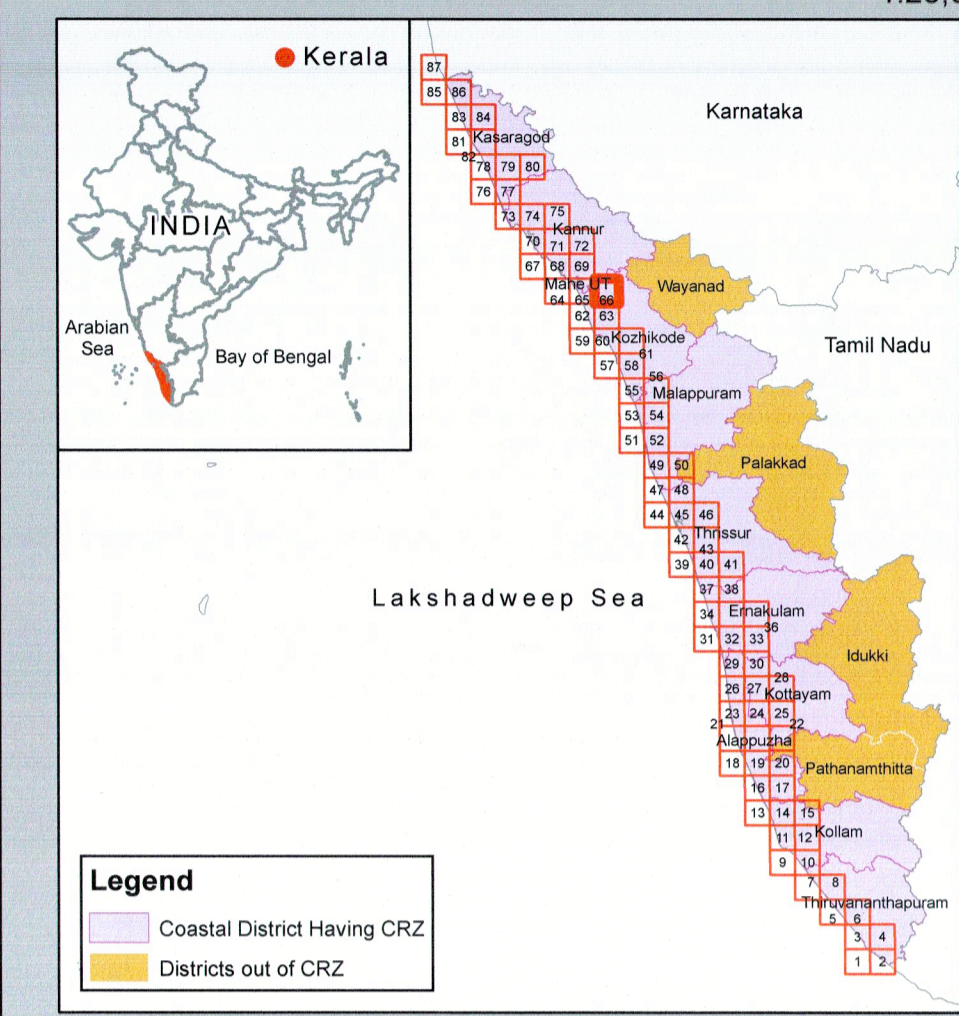 Kerala
INDIA
Arabian
Sea
Bay of Bengal
87
85 86
Karnataka
83 84
81 Kasaragod
82
78 79 80
76 77
73 74 75
Kannur
70 71 72
67 68 69
Mahe UT
Wayanad
64 65 66
62 63
59 60 Kozhikode
61
Tamil Nadu
57 58
56
55 Malappuram
53 54
51 52
49 50 Palakkad
47 48
44 45 46
Thrissur
42
43
39 40 41
37 38
Lakshadweep Sea
34 Ernakulam
36
31 32 33
Idukki
29 30
28
26 27 Kottayam
23 24 25
21 22
Alappuzha
18 19 20 Pathanamthitta
16 17
13 14 15
11 12 Kollam
9 10
7 8
Thiruvananthapuram
5 6
3 4
1 2
Legend
Coastal District Having CRZ
Districts out of CRZ